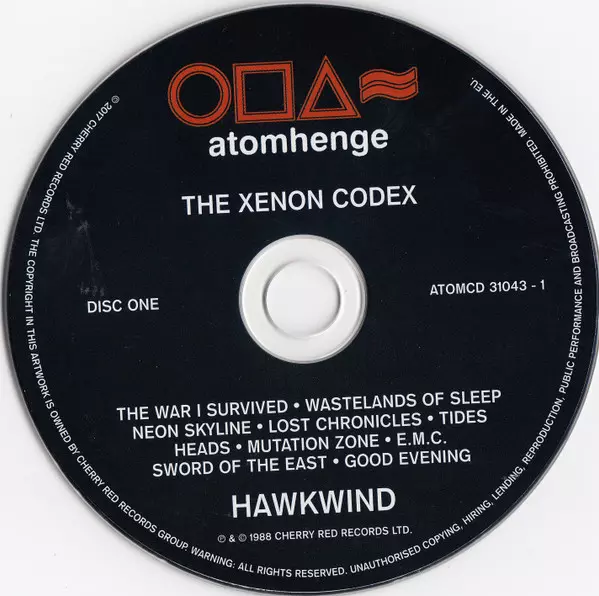 atomhenge
THE XENON CODEX
DISC ONE
ATOMCD 31043 - 1
THE WAR I SURVIVED • WASTELANDS OF SLEEP
NEON SKYLINE • LOST CHRONICLES • TIDES
HEADS • MUTATION ZONE • E.M.C.
SWORD OF THE EAST • GOOD EVENING
HAWKWIND
℗ & © 1988 CHERRY RED RECORDS LTD.
© 2017 CHERRY RED RECORDS LTD. THE COPYRIGHT IN THIS ARTWORK IS OWNED BY CHERRY RED RECORDS GROUP. WARNING: ALL RIGHTS RESERVED. UNAUTHORISED COPYING, HIRING, LENDING, REPRODUCTION, PUBLIC PERFORMANCE AND BROADCASTING PROHIBITED. MADE IN THE EU.